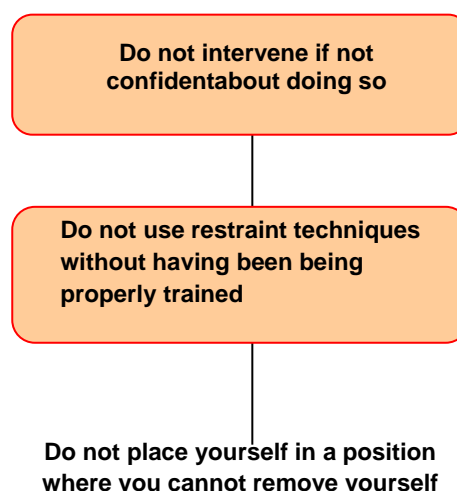 Do not intervene if not
confidentabout doing so
Do not use restraint techniques
without having been being
properly trained
Do not place yourself in a position
where you cannot remove yourself